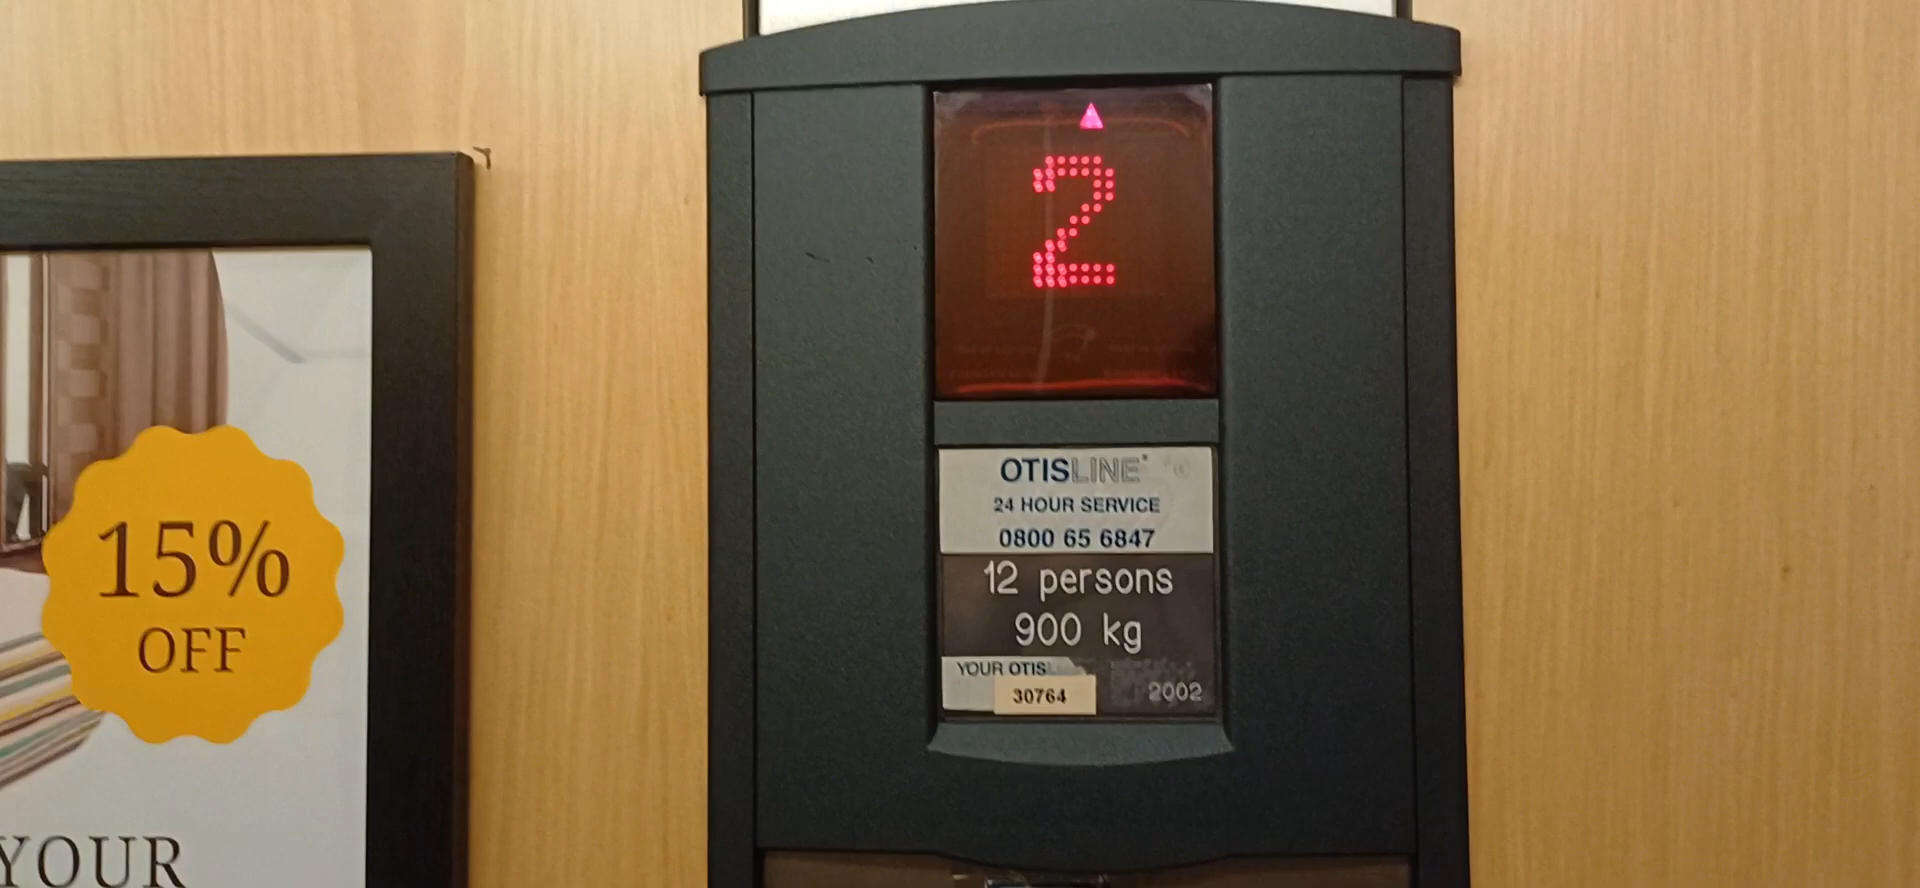 2
OTISLINE
24 HOUR SERVICE
0800 65 6847
12 persons
900 kg
YOUR OTIS
30764
2002
15%
OFF
YOUR